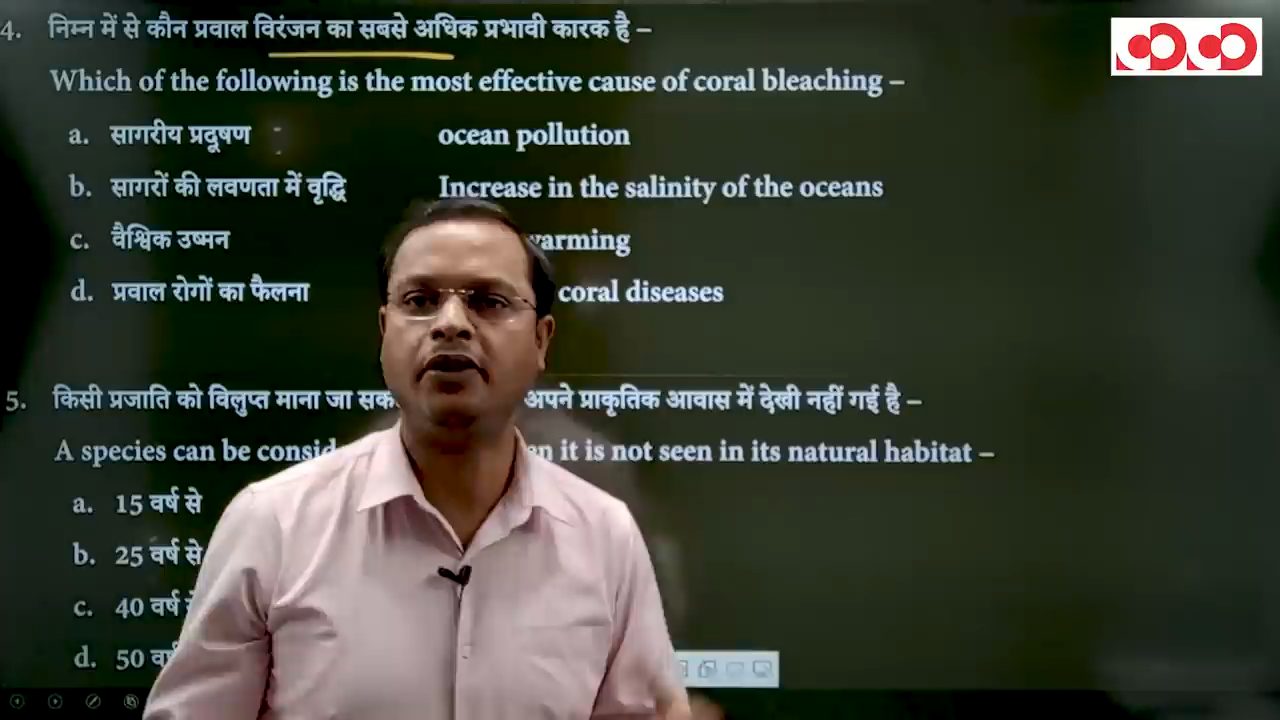 4. निम्न में से कौन प्रवाल विरंजन का सबसे अधिक प्रभावी कारक है –
Which of the following is the most effective cause of coral bleaching –
a. सागरीय प्रदूषण ocean pollution
b. सागरों की लवणता में वृद्धि Increase in the salinity of the oceans
c. वैश्विक उष्मन warming
d. प्रवाल रोगों का फैलना coral diseases
5. किसी प्रजाति को विलुप्त माना जा अपने प्राकृतिक आवास में देखी नहीं गई है –
A species can be it is not seen in its natural habitat –
a. 15 वर्ष से
b. 25 वर्ष से
c. 40 वर्ष
d. 50